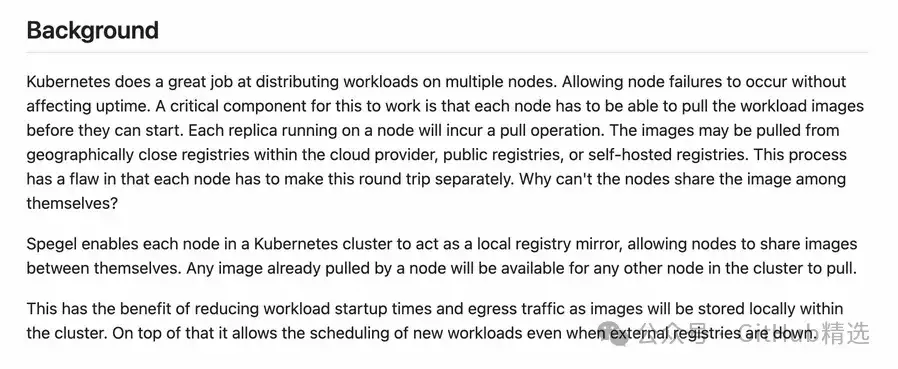 Background
Kubernetes does a great job at distributing workloads on multiple nodes. Allowing node failures to occur without
affecting uptime. A critical component for this to work is that each node has to be able to pull the workload images
before they can start. Each replica running on a node will incur a pull operation. The images may be pulled from
geographically close registries within the cloud provider, public registries, or self-hosted registries. This process
has a flaw in that each node has to make this round trip separately. Why can't the nodes share the image among
themselves?
Spegel enables each node in a Kubernetes cluster to act as a local registry mirror, allowing nodes to share images
between themselves. Any image already pulled by a node will be available for any other node in the cluster to pull.
This has the benefit of reducing workload startup times and egress traffic as images will be stored locally within
the cluster. On top of that it allows the scheduling of new workloads even when external registries are down.
公众号 · GitHub精选